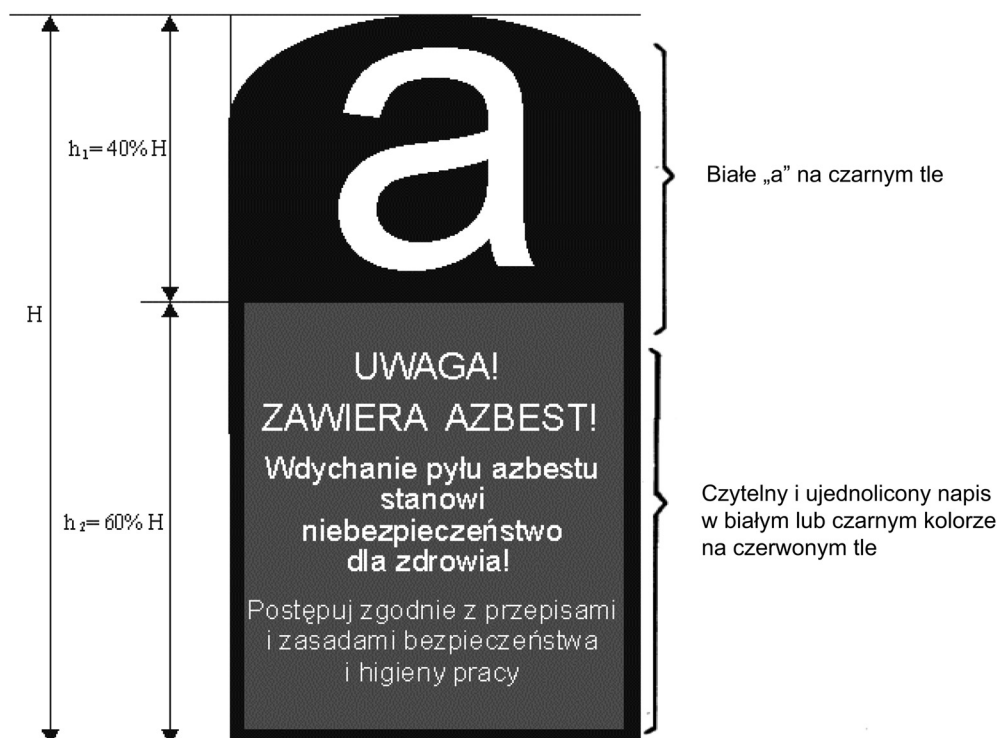 a
h₁=40% H
Białe „a” na czarnym tle
H
UWAGA!
ZAWIERA AZBEST!
Wdychanie pyłu azbestu
stanowi
niebezpieczeństwo
dla zdrowia!
Postępuj zgodnie z przepisami
i zasadami bezpieczeństwa
i higieny pracy
h₂=60% H
Czytelny i ujednolicony napis
w białym lub czarnym kolorze
na czerwonym tle